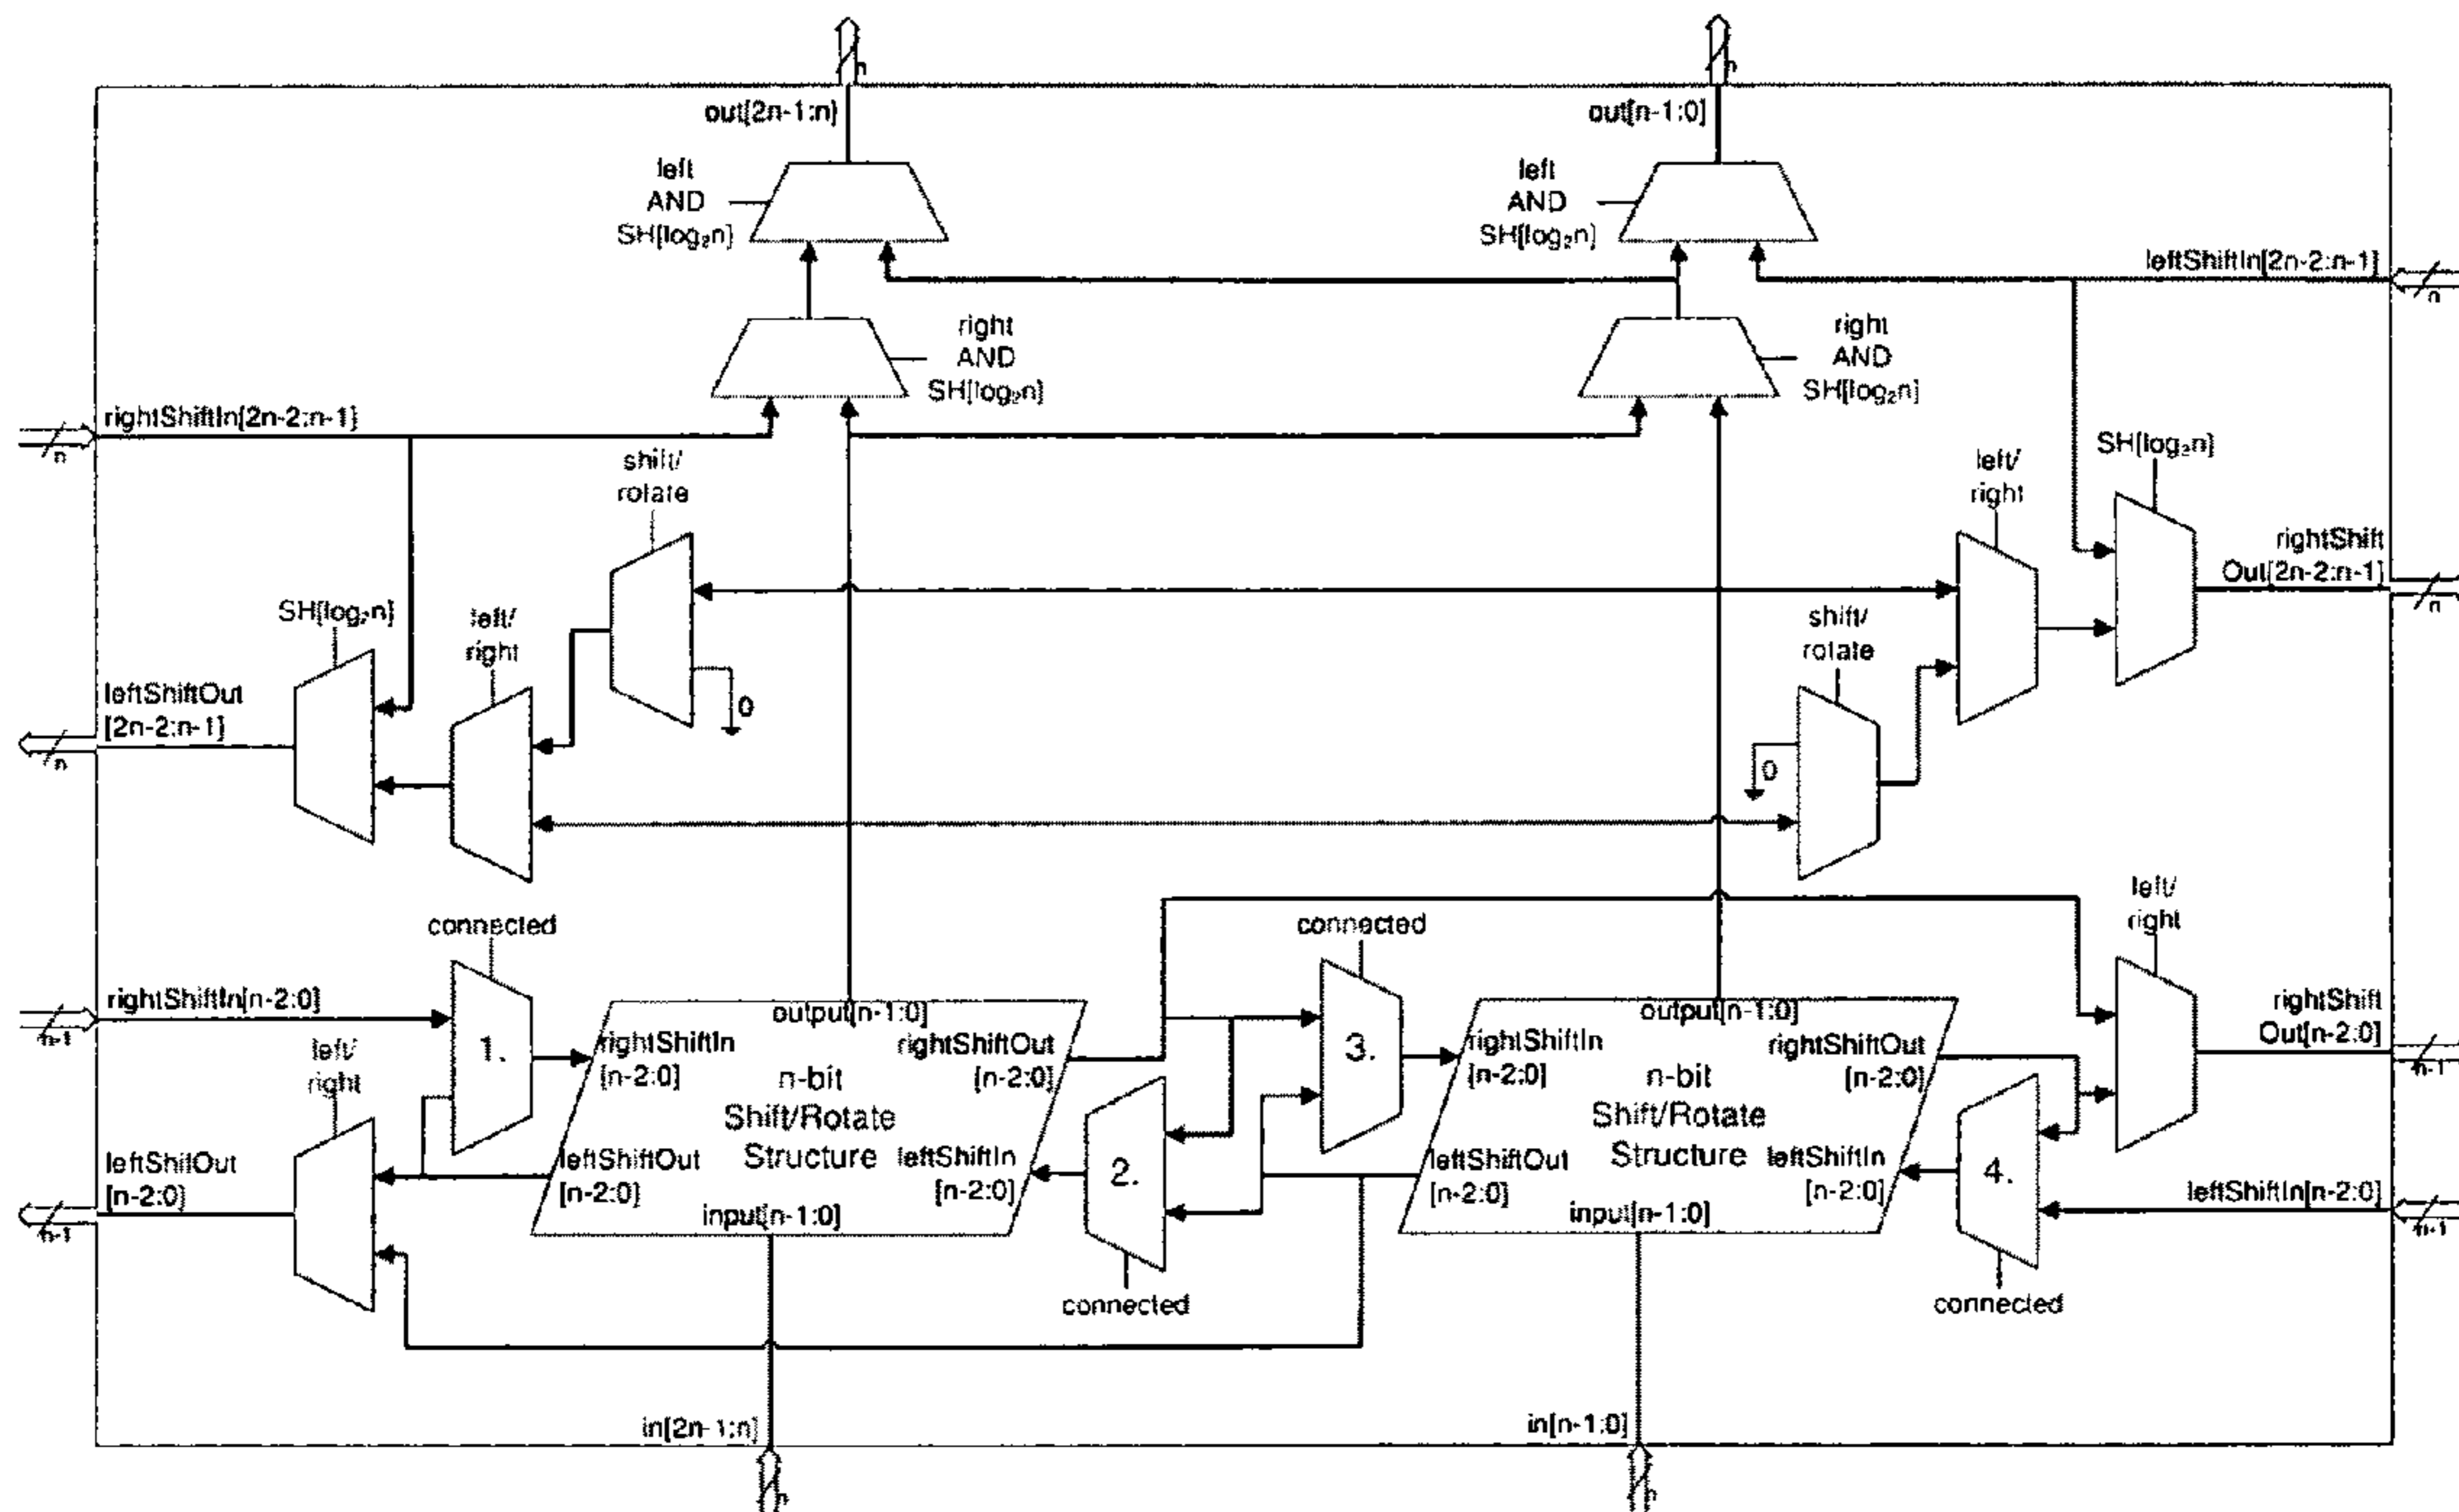 n
n
out[2n-1:n]
out[n-1:0]
left
AND
SH[log₂n]
left
AND
SH[log₂n]
leftShiftIn[2n-2:n-1]
n
right
AND
SH[log₂n]
right
AND
SH[log₂n]
rightShiftIn[2n-2:n-1]
n
shift/
rotate
left/
right
SH[log₂n]
rightShift
Out[2n-2:n-1]
n
SH[log₂n]
left/
right
shift/
rotate
leftShiftOut
[2n-2:n-1]
n
0
0
connected
connected
left/
right
rightShiftIn[n-2:0]
n-1
1.
output[n-1:0]
rightShiftIn
[n-2:0]
rightShiftOut
[n-2:0]
n-bit
Shift/Rotate
Structure
leftShiftOut
[n-2:0]
leftShiftIn
[n-2:0]
input[n-1:0]
3.
2.
output[n-1:0]
rightShiftIn
[n-2:0]
rightShiftOut
[n-2:0]
n-bit
Shift/Rotate
Structure
leftShiftOut
[n-2:0]
leftShiftIn
[n-2:0]
input[n-1:0]
4.
rightShift
Out[n-2:0]
n-1
left/
right
leftShiftOut
[n-2:0]
n-1
leftShiftIn[n-2:0]
n-1
connected
connected
in[2n-1:n]
in[n-1:0]
n
n